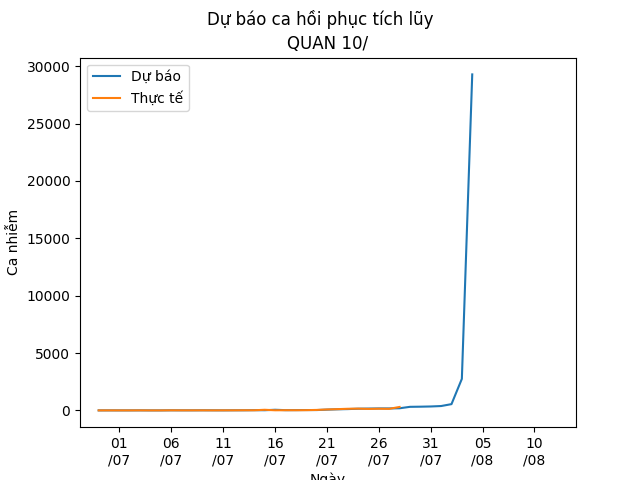 Dự báo ca hồi phục tích lũy
QUAN 10/
Dự báo
Thực tế
30000
25000
20000
15000
10000
5000
0
Ca nhiễm
01 06 11 16 21 26 31 05 10
/07 /07 /07 /07 /07 /07 /07 /08 /08
Ngày